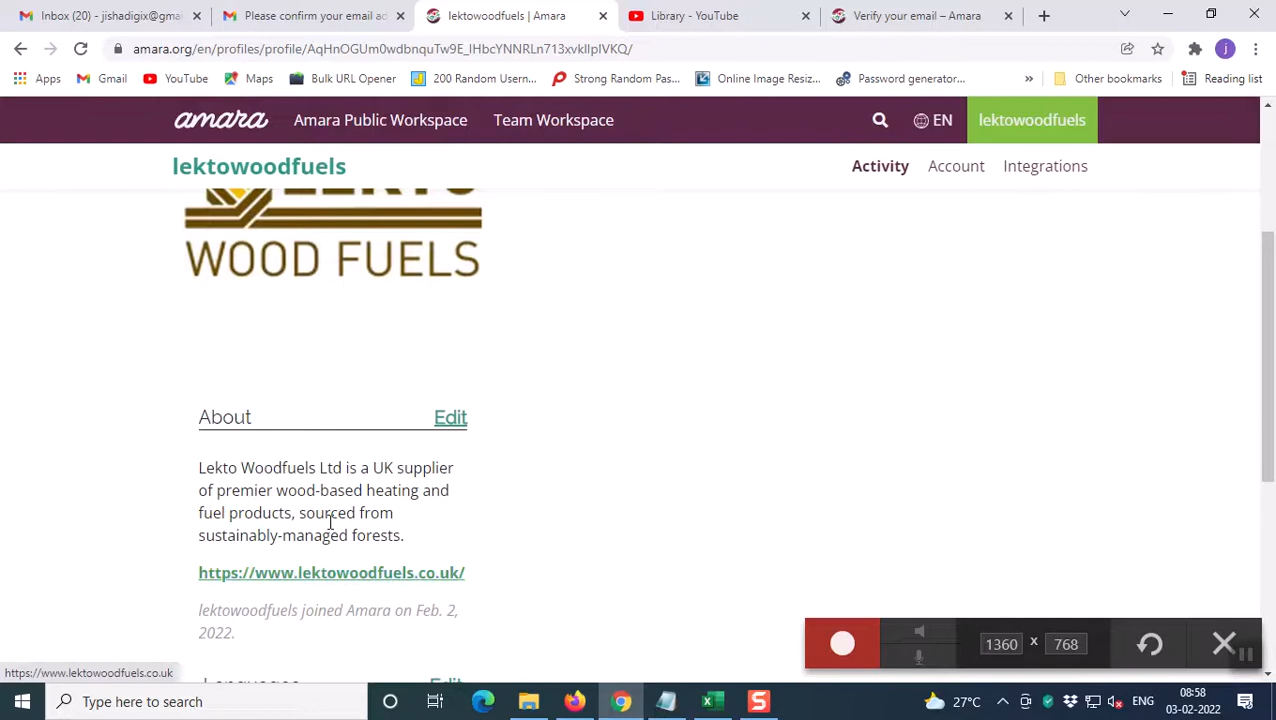 Inbox (20) - jishadigix@gma
Please confirm your email ad
lektowoodfuels | Amara
Library - YouTube
Verify your email – Amara
amara.org/en/profiles/profile/AqHnOGUm0wdbnquTw9E_IHbcYNNRLn713xvkIlpIVKQ/
j
Apps
Gmail
YouTube
Maps
Bulk URL Opener
200 Random Usern...
Strong Random Pas...
Online Image Resiz...
Password generator...
»
Other bookmarks
Reading list
amara
Amara Public Workspace
Team Workspace
EN
lektowoodfuels
lektowoodfuels
Activity
Account
Integrations
WOOD FUELS
About
Edit
Lekto Woodfuels Ltd is a UK supplier
of premier wood-based heating and
fuel products, sourced from
sustainably-managed forests.
https://www.lektowoodfuels.co.uk/
lektowoodfuels joined Amara on Feb. 2,
2022.
1360 x 768
https://www.lektowoodfuels.co.uk
Type here to search
27°C
ENG
08:58
03-02-2022